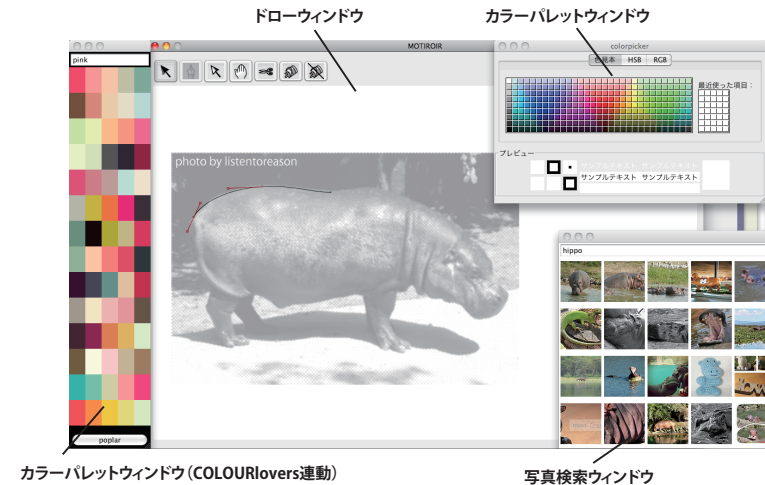 ドローウィンドウ
カラーパレットウィンドウ
pink
MOTIROIR
colorpicker
色見本 HSB RGB
最近使った項目：
プレビュー
サンプルテキスト サンプルテキスト
サンプルテキスト サンプルテキスト
photo by listentoreason
hippo
poplar
カラーパレットウィンドウ（COLOURlovers連動）
写真検索ウィンドウ